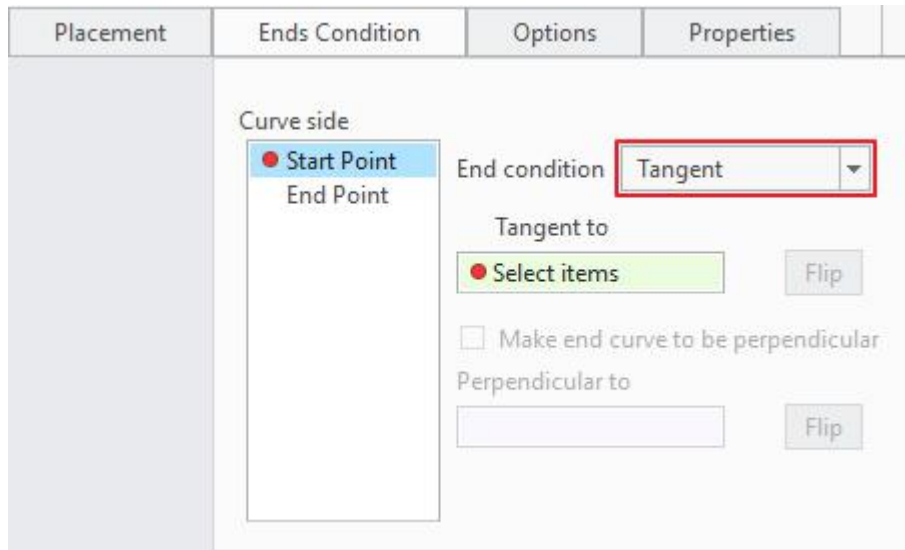 Placement Ends Condition Options Properties
Curve side
Start Point
End Point
End condition Tangent
Tangent to
Select items Flip
Make end curve to be perpendicular
Perpendicular to
Flip